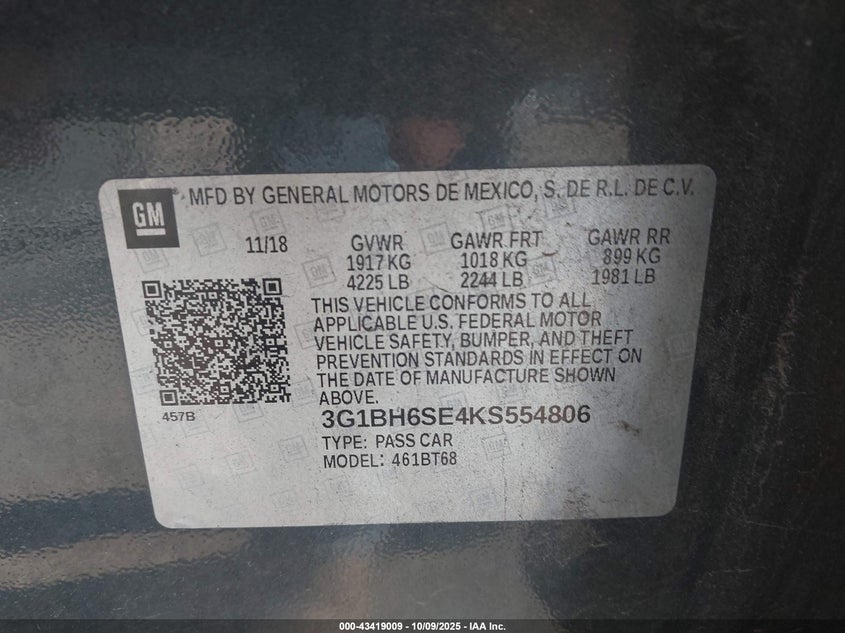 GM
MFD BY GENERAL MOTORS DE MEXICO, S. DE R.L. DE C.V.
11/18 GVWR GAWR FRT GAWR RR
1917 KG 1018 KG 899 KG
4225 LB 2244 LB 1981 LB
THIS VEHICLE CONFORMS TO ALL
APPLICABLE U.S. FEDERAL MOTOR
VEHICLE SAFETY, BUMPER, AND THEFT
PREVENTION STANDARDS IN EFFECT ON
THE DATE OF MANUFACTURE SHOWN
ABOVE.
457B
3G1BH6SE4KS554806
TYPE: PASS CAR
MODEL: 461BT68
000-43419009 - 10/09/2025 - IAA Inc.